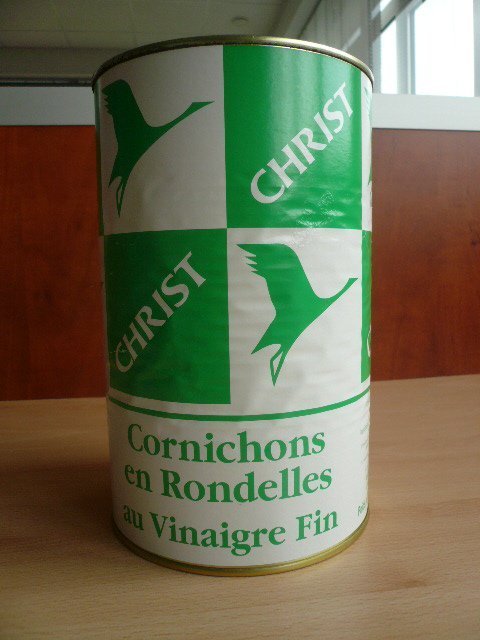 CHRIST
CHRIST
Cornichons
en Rondelles
au Vinaigre Fin